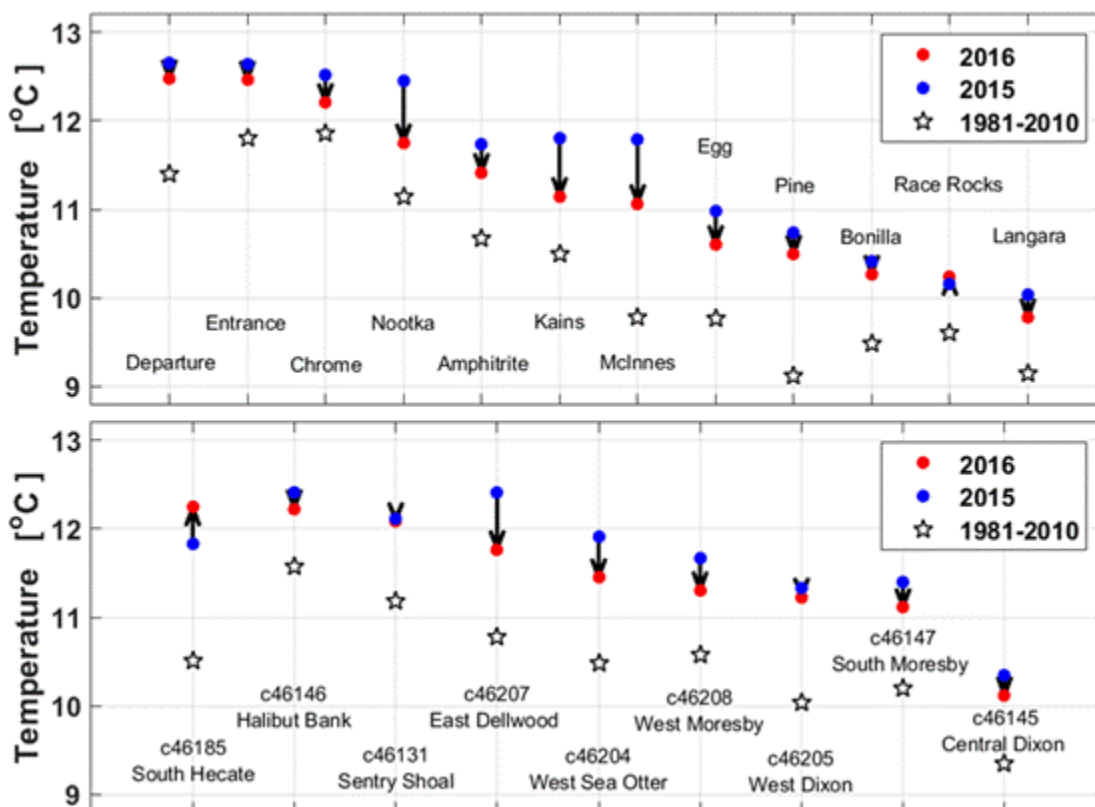 13
12
11
10
9
Temperature [°C]
2016
2015
1981-2010
Egg
Pine
Race Rocks
Bonilla
Langara
Entrance
Nootka
Kains
Departure
Chrome
Amphitrite
McInnes
13
12
11
10
9
Temperature [°C]
2016
2015
1981-2010
c46147
South Moresby
c46146
Halibut Bank
c46207
East Dellwood
c46208
West Moresby
c46145
Central Dixon
c46185
South Hecate
c46131
Sentry Shoal
c46204
West Sea Otter
c46205
West Dixon